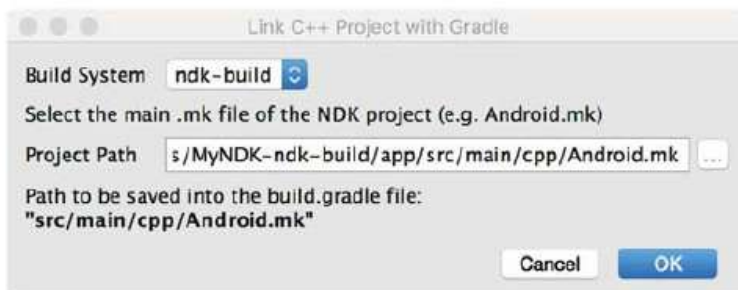 Link C++ Project with Gradle
Build System ndk-build
Select the main .mk file of the NDK project (e.g. Android.mk)
Project Path s/MyNDK-ndk-build/app/src/main/cpp/Android.mk ...
Path to be saved into the build.gradle file:
"src/main/cpp/Android.mk"
Cancel OK